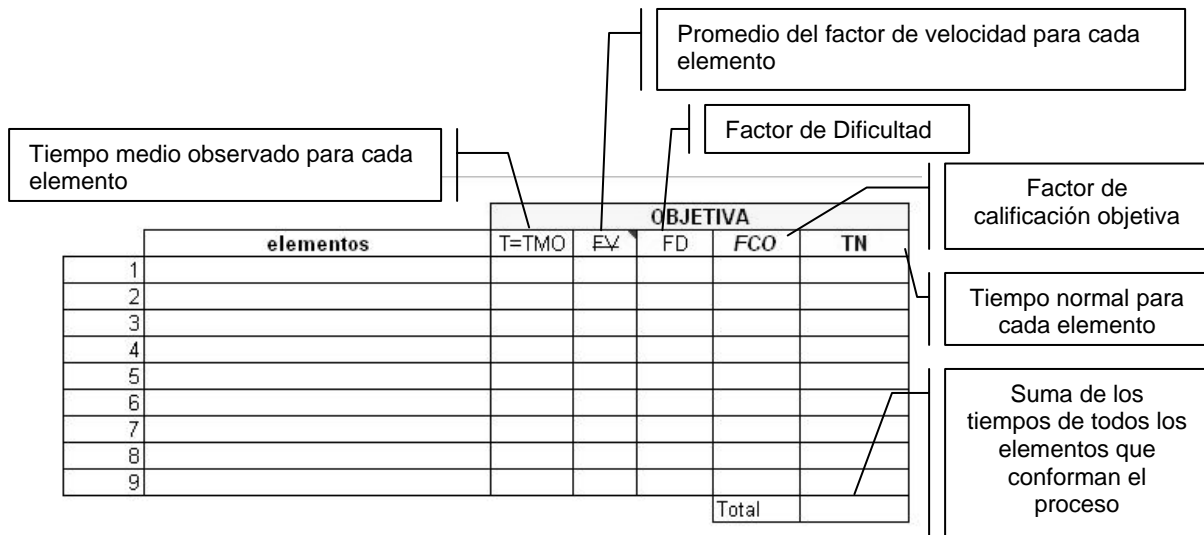 Promedio del factor de velocidad para cada
elemento
Factor de Dificultad
Tiempo medio observado para cada
elemento
Factor de
calificación objetiva
OBJETIVA
elementos T=TMO FV FD FCO TN
1
2
3
4
5
6
7
8
9
Total
Tiempo normal para
cada elemento
Suma de los
tiempos de todos los
elementos que
conforman el
proceso